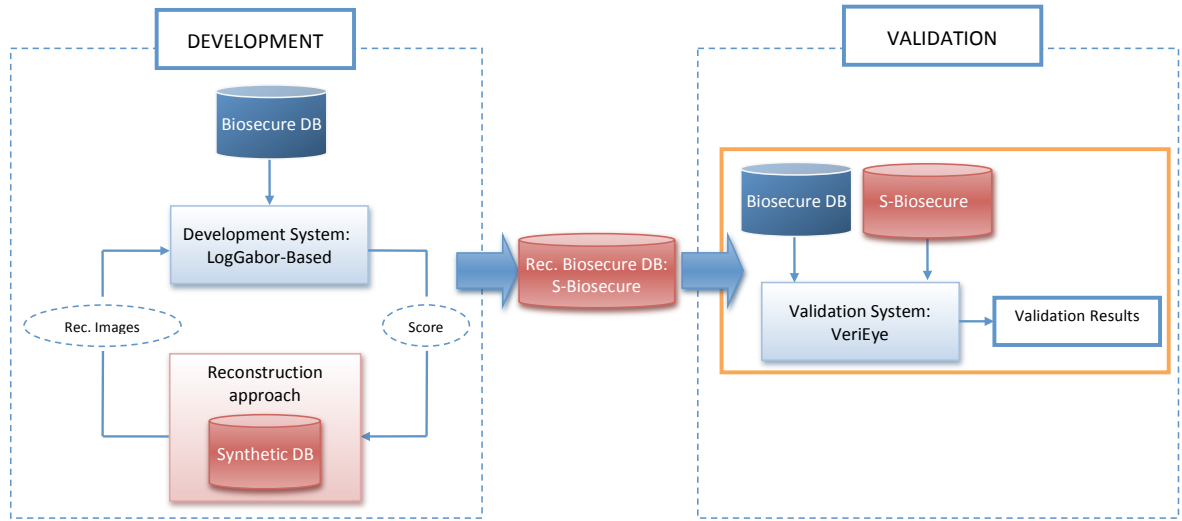 DEVELOPMENT
Biosecure DB
Development System:
LogGabor-Based
Rec. Images
Score
Reconstruction
approach
Synthetic DB
Rec. Biosecure DB:
S-Biosecure
VALIDATION
Biosecure DB
S-Biosecure
Validation System:
VeriEye
Validation Results